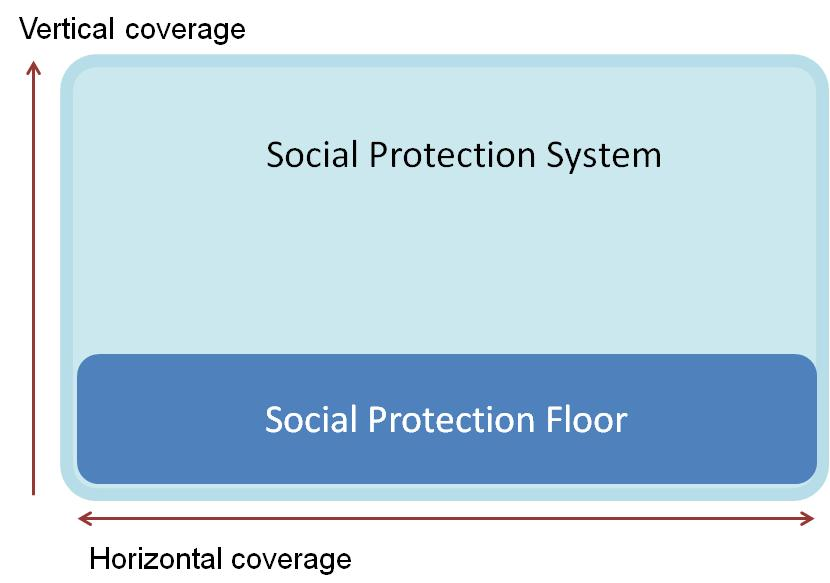 Vertical coverage
Social Protection System
Social Protection Floor
Horizontal coverage